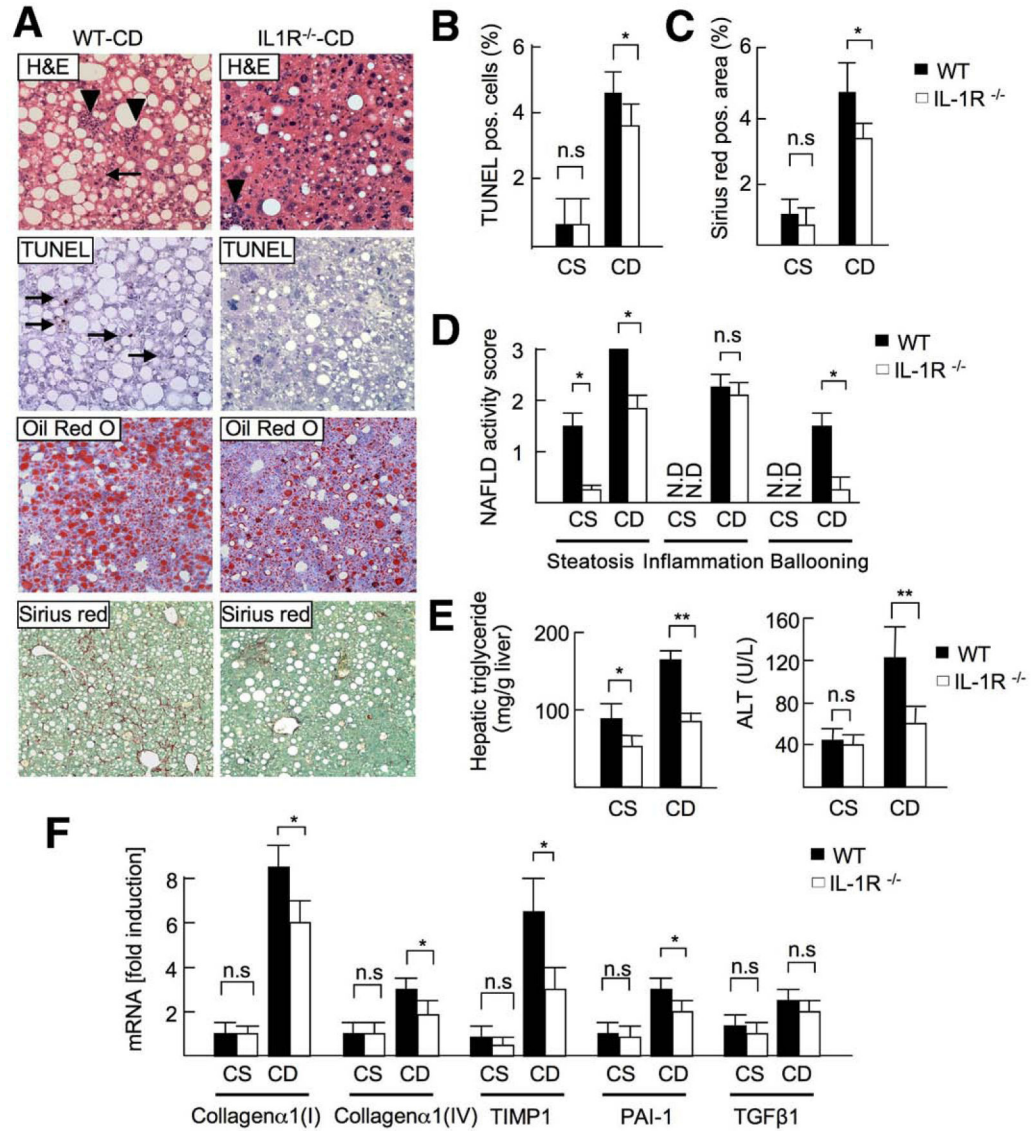 A
WT-CD
IL1R-/--CD
H&E
H&E
TUNEL
TUNEL
Oil Red O
Oil Red O
Sirius red
Sirius red
B
TUNEL pos. cells (%)
6
4
2
n.s
*
CS
CD
C
Sirius red pos. area (%)
6
4
2
n.s
*
CS
CD
WT
IL-1R -/-
D
NAFLD activity score
3
2
1
*
*
n.s
*
N.D
N.D
N.D
N.D
CS
CD
CS
CD
CS
CD
Steatosis
Inflammation
Ballooning
WT
IL-1R -/-
E
Hepatic triglyceride
(mg/g liver)
200
100
*
**
CS
CD
ALT (U/L)
160
120
80
40
n.s
**
CS
CD
WT
IL-1R -/-
F
mRNA [fold induction]
8
6
4
2
n.s
*
n.s
*
n.s
*
n.s
*
n.s
n.s
CS
CD
CS
CD
CS
CD
CS
CD
CS
CD
Collagenα1(I)
Collagenα1(IV)
TIMP1
PAI-1
TGFβ1
WT
IL-1R -/-